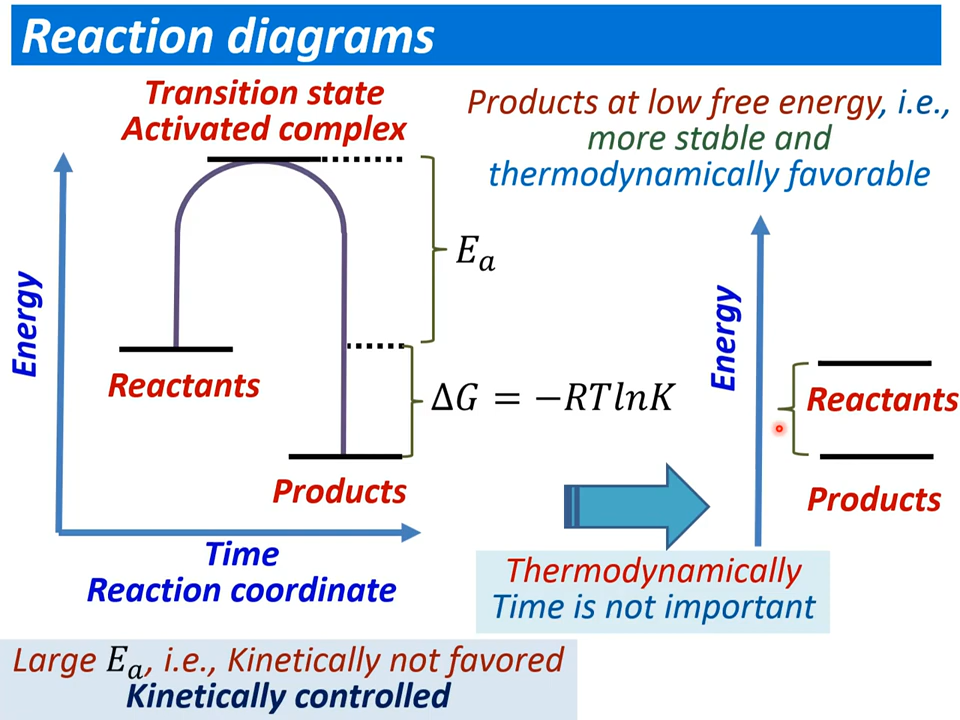 Reaction diagrams
Transition state
Activated complex
Products at low free energy, i.e.,
more stable and
thermodynamically favorable
Energy
E_a
Reactants
ΔG = −RTlnK
Products
Time
Reaction coordinate
Energy
Reactants
Products
Thermodynamically
Time is not important
Large E_a, i.e., Kinetically not favored
Kinetically controlled